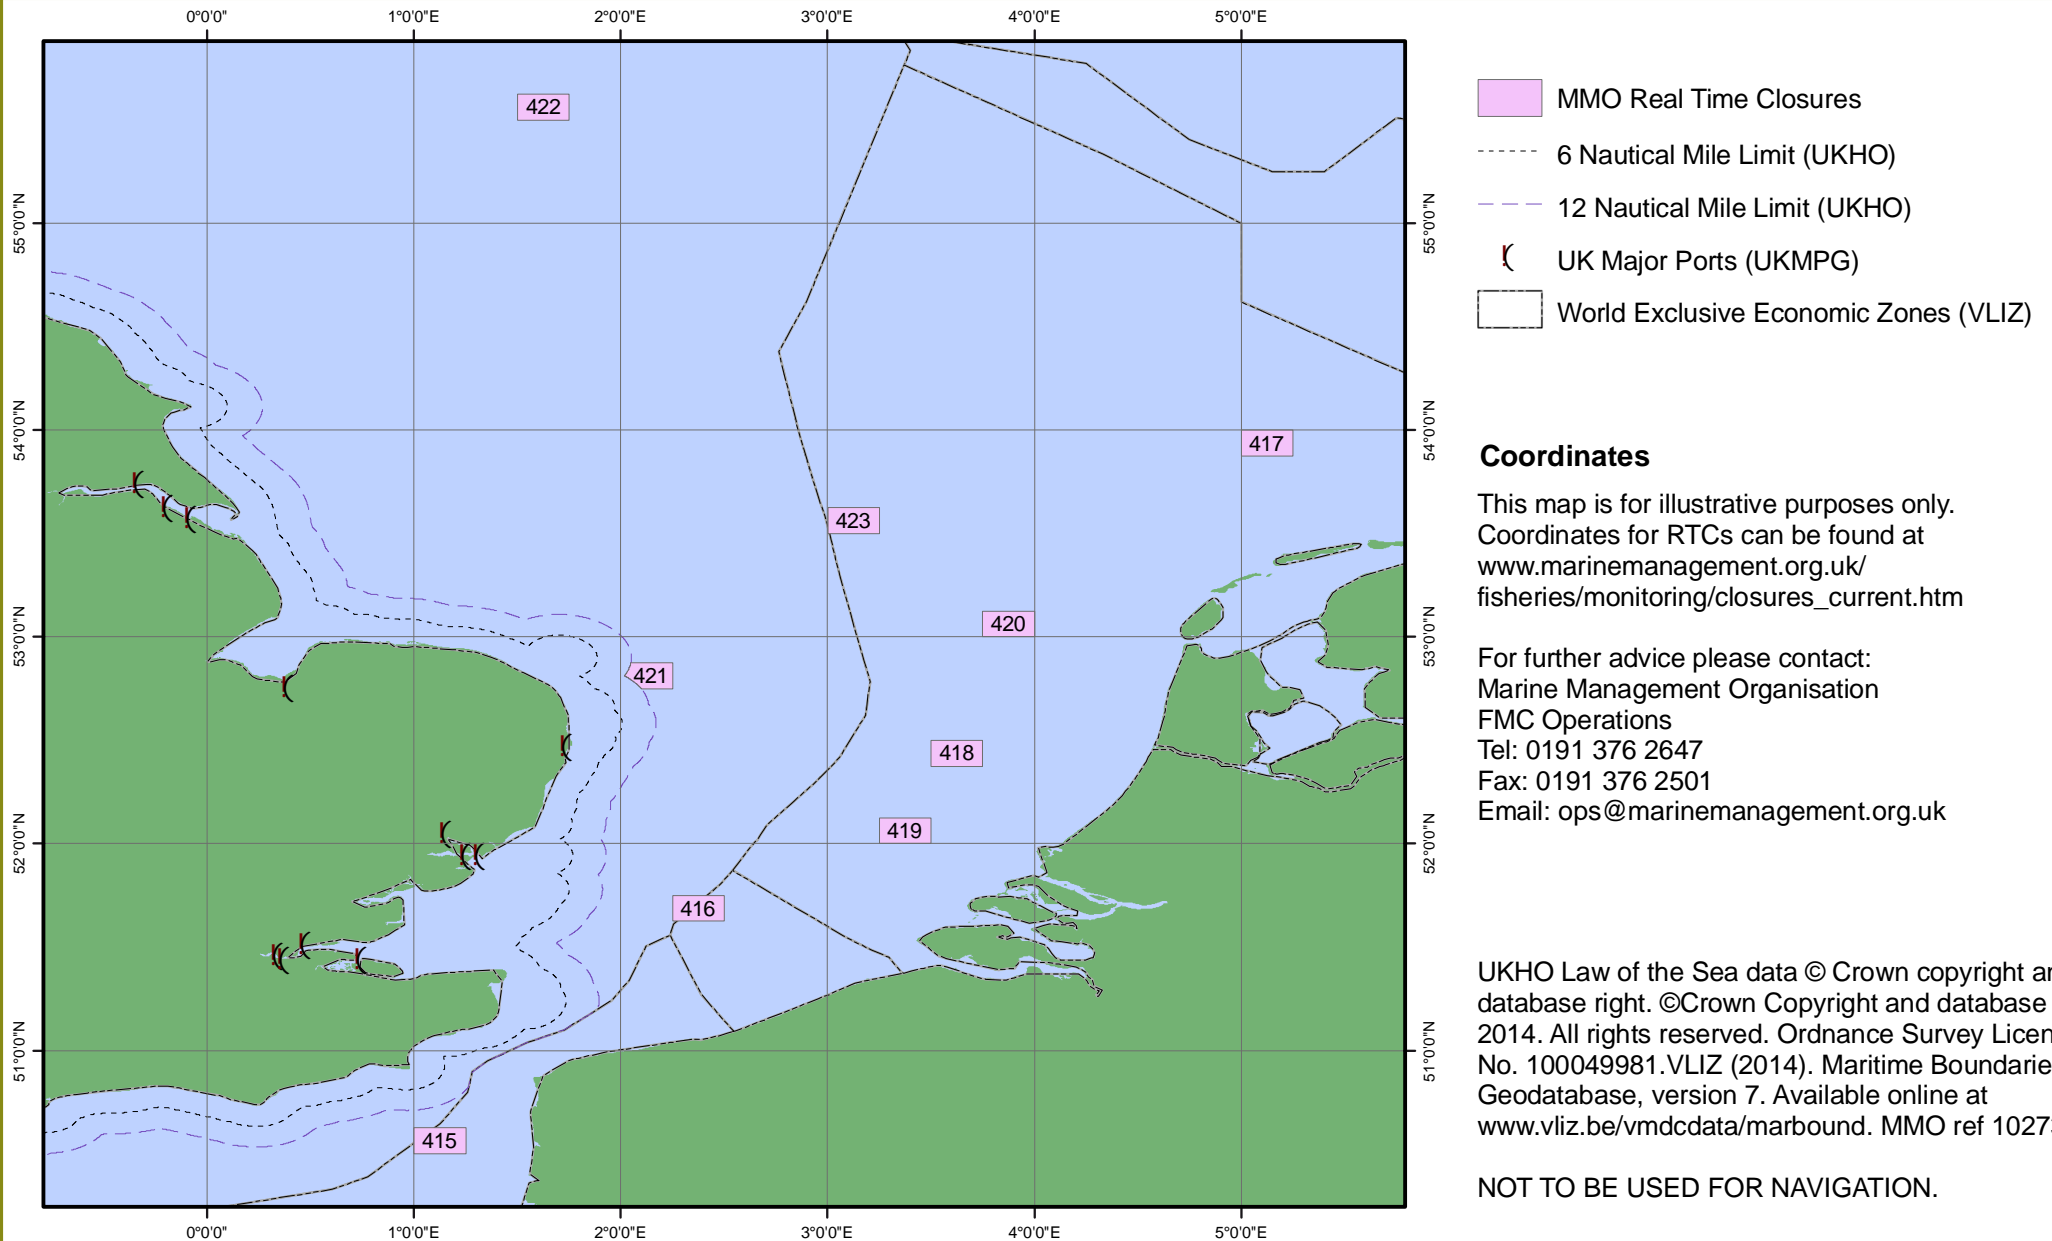 0°0'0" 1°0'0"E 2°0'0"E 3°0'0"E 4°0'0"E 5°0'0"E
422
55°0'0"N 55°0'0"N
54°0'0"N 54°0'0"N
417
423
53°0'0"N 53°0'0"N
420
421
418
419
52°0'0"N 52°0'0"N
416
51°0'0"N 51°0'0"N
415
0°0'0" 1°0'0"E 2°0'0"E 3°0'0"E 4°0'0"E 5°0'0"E
MMO Real Time Closures
6 Nautical Mile Limit (UKHO)
12 Nautical Mile Limit (UKHO)
UK Major Ports (UKMPG)
World Exclusive Economic Zones (VLIZ)
Coordinates
This map is for illustrative purposes only.
Coordinates for RTCs can be found at
www.marinemanagement.org.uk/
fisheries/monitoring/closures_current.htm
For further advice please contact:
Marine Management Organisation
FMC Operations
Tel: 0191 376 2647
Fax: 0191 376 2501
Email: ops@marinemanagement.org.uk
UKHO Law of the Sea data © Crown copyright
database right. ©Crown Copyright and database
2014. All rights reserved. Ordnance Survey
No. 100049981.VLIZ (2014). Maritime
Geodatabase, version 7. Available online at
www.vliz.be/vmdcdata/marbound. MMO ref
NOT TO BE USED FOR NAVIGATION.